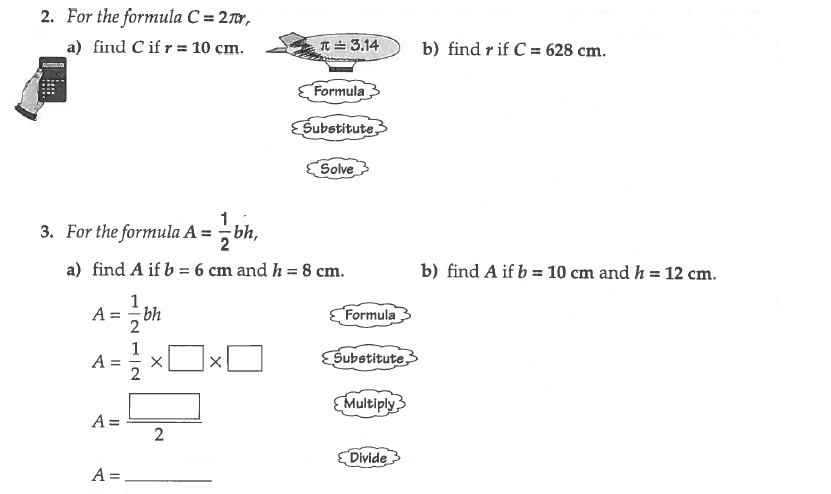 2. For the formula C = 2πr,
a) find C if r = 10 cm.
π ≐ 3.14
b) find r if C = 628 cm.
Formula
Substitute
Solve
3. For the formula A = 1/2 bh,
a) find A if b = 6 cm and h = 8 cm.
b) find A if b = 10 cm and h = 12 cm.
A = 1/2 bh
Formula
A = 1/2 × □ × □
Substitute
A = □/2
Multiply
A = ________
Divide